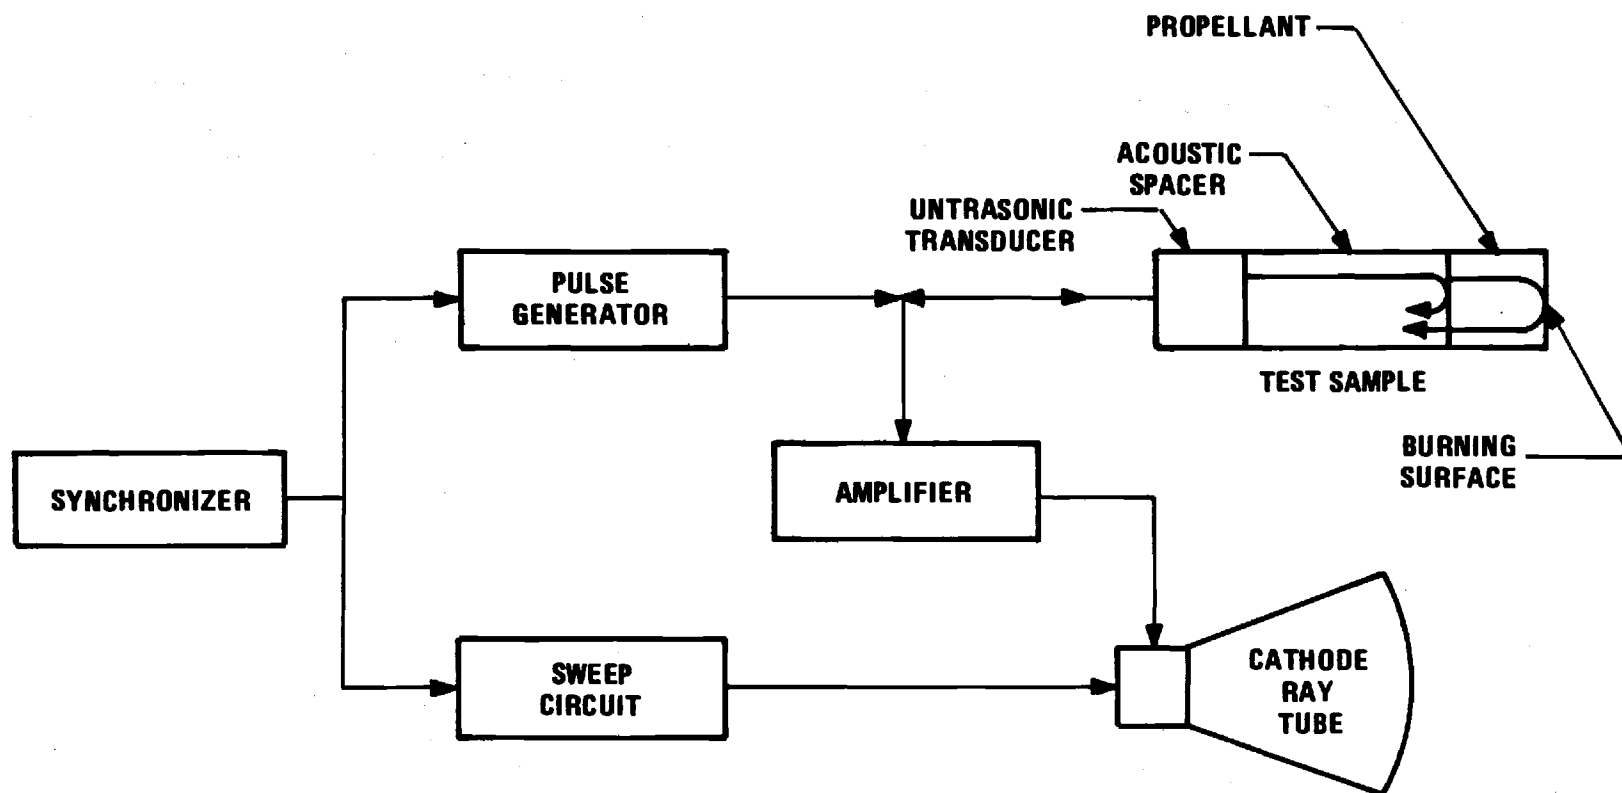 PROPELLANT
ACOUSTIC
SPACER
UNTRASONIC
TRANSDUCER
PULSE
GENERATOR
TEST SAMPLE
BURNING
SURFACE
SYNCHRONIZER
AMPLIFIER
SWEEP
CIRCUIT
CATHODE
RAY
TUBE